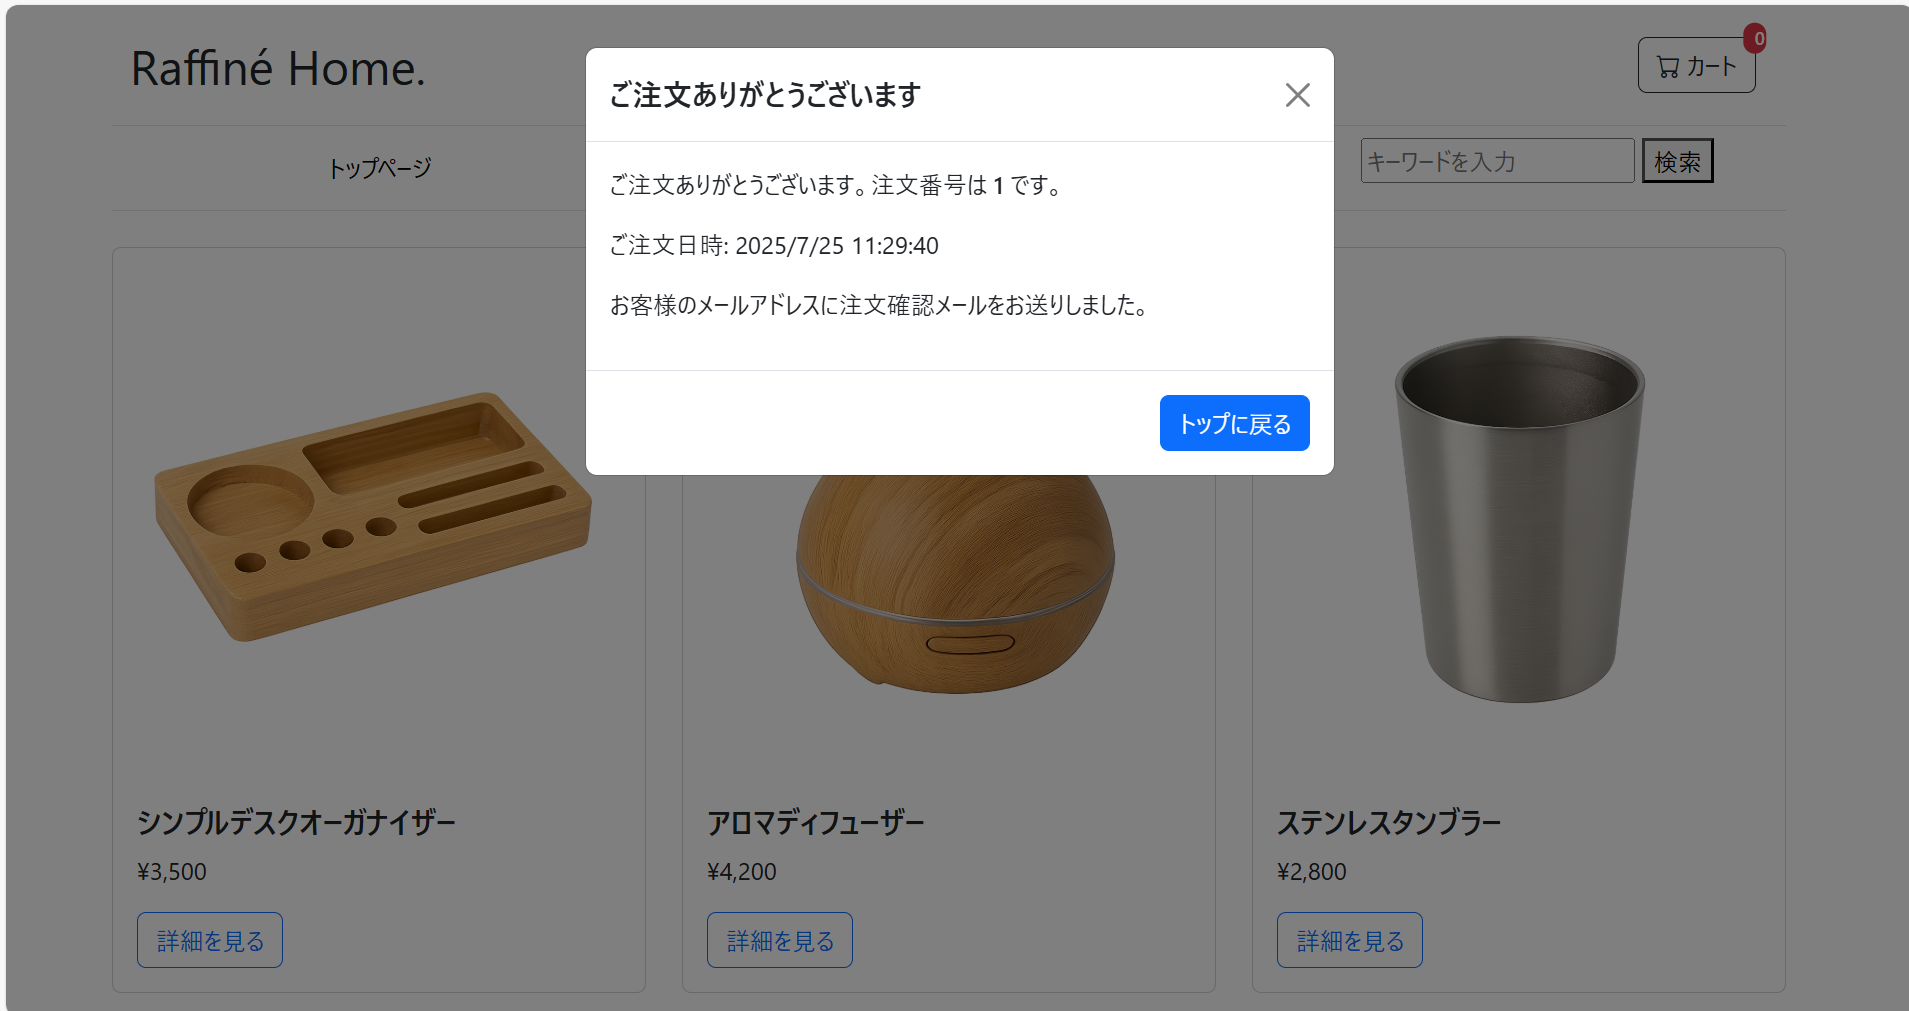 Raffiné Home.
カート
0
トップページ
キーワードを入力
検索
ご注文ありがとうございます
ご注文ありがとうございます。注文番号は 1 です。
ご注文日時: 2025/7/25 11:29:40
お客様のメールアドレスに注文確認メールをお送りしました。
トップに戻る
シンプルデスクオーガナイザー
¥3,500
詳細を見る
アロマディフューザー
¥4,200
詳細を見る
ステンレスタンブラー
¥2,800
詳細を見る